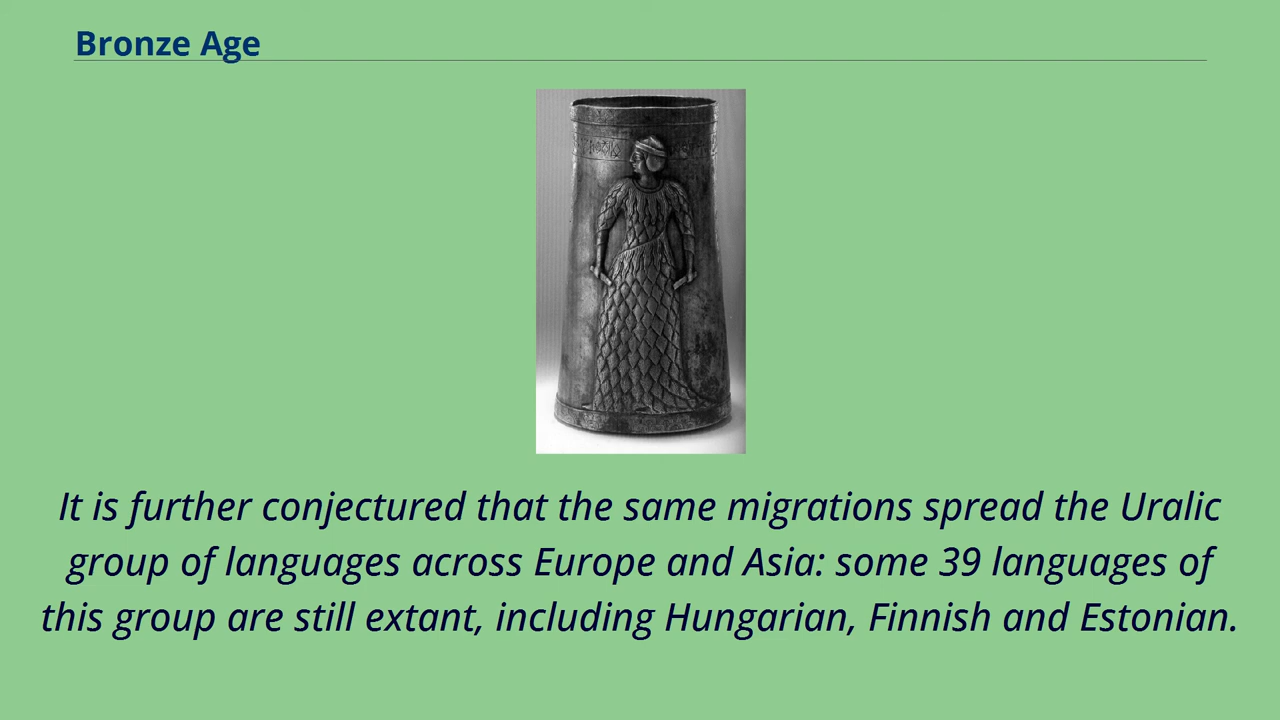 Bronze Age
It is further conjectured that the same migrations spread the Uralic
group of languages across Europe and Asia: some 39 languages of
this group are still extant, including Hungarian, Finnish and Estonian.